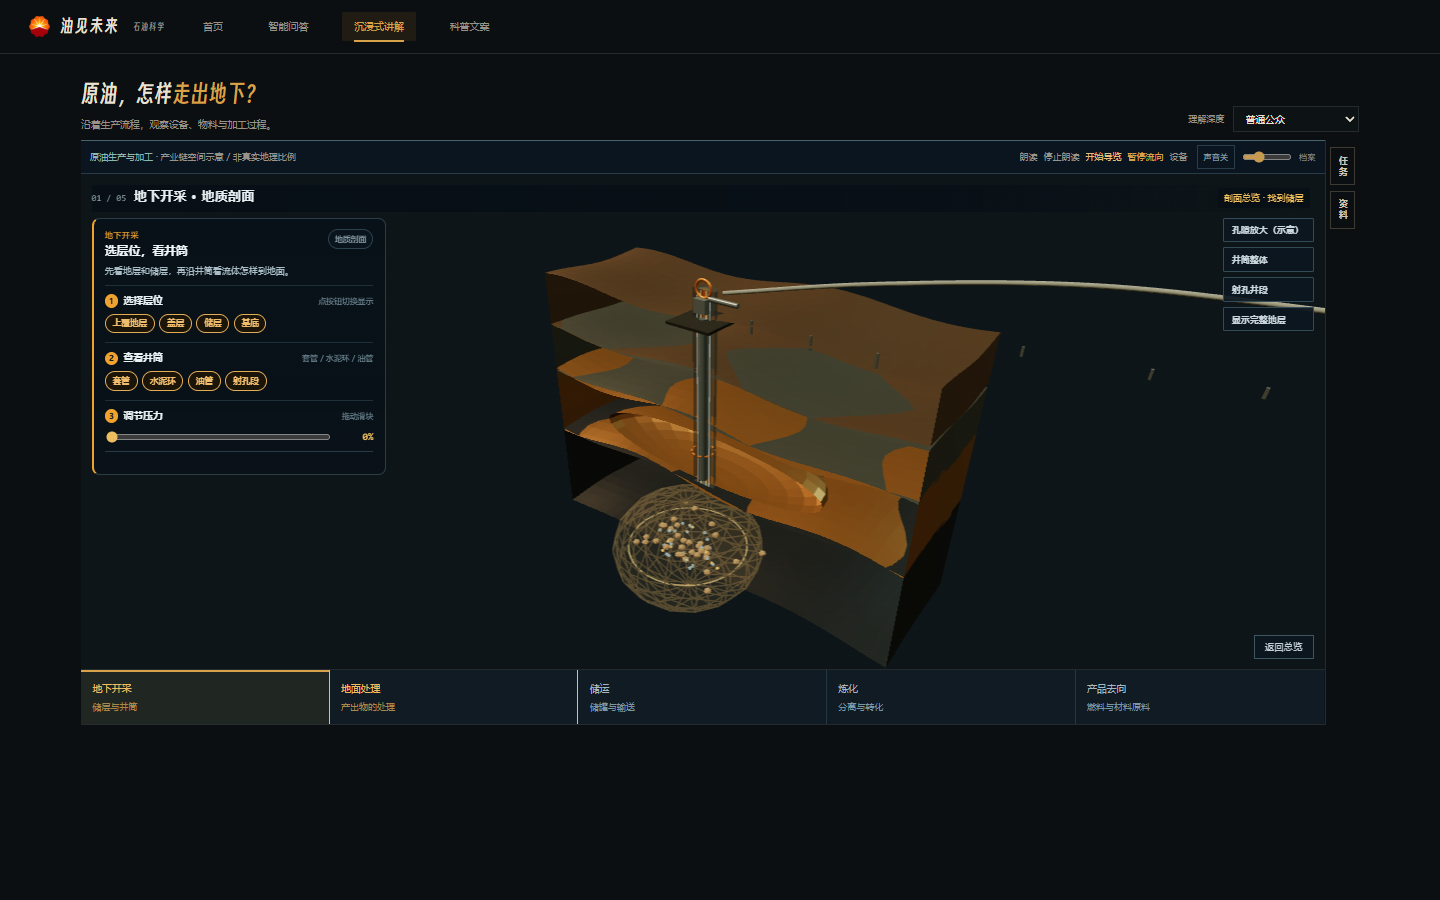 油见未来 石油科学 首页 智能问答 沉浸式讲解 科普文案
原油，怎样走出地下？
沿着生产流程，观察设备、物料与加工过程。
理解深度 普通公众
原油生产与加工 · 产业链空间示意 / 非真实地理比例
朗读 停止朗读 开始导览 暂停流向 设备 声音关 档案
任务
资料
01 / 05 地下开采 • 地质剖面
剖面总览 · 找到储层
地下开采
地质剖面
选层位，看井筒
先看地层和储层，再沿井筒看流体怎样到地面。
1 选择层位 点按钮切换显示
上覆地层 盖层 储层 基底
2 查看井筒 套管 / 水泥环 / 油管
套管 水泥环 油管 射孔段
3 调节压力 拖动滑块
0%
孔隙放大（示意）
井筒整体
射孔井段
显示完整地层
返回总览
地下开采
储层与井筒
地面处理
产出物的处理
储运
储罐与输送
炼化
分离与转化
产品去向
燃料与材料原料